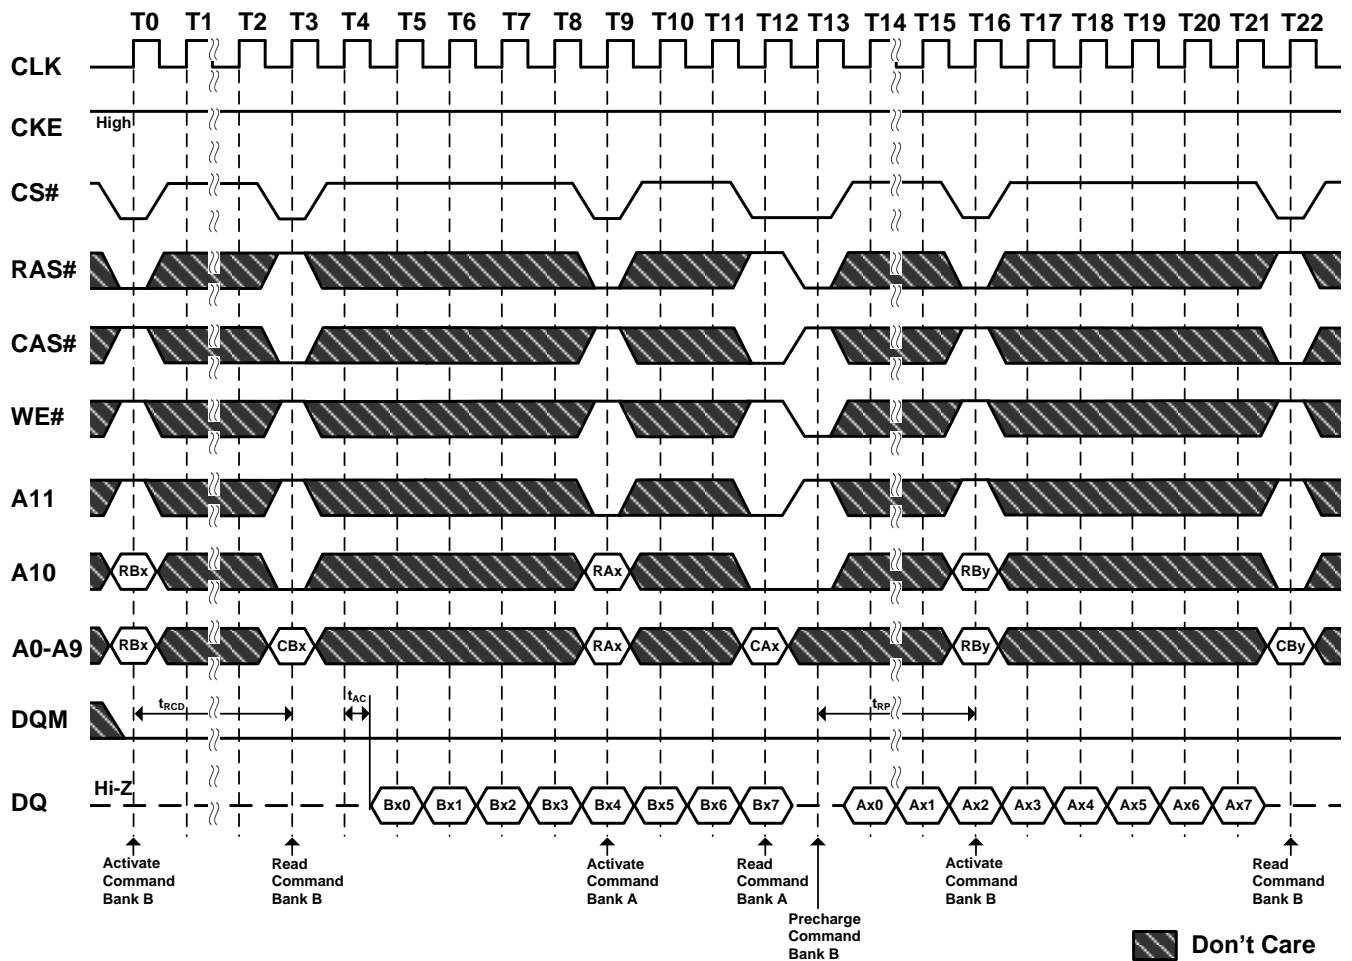 T0 T1 T2 T3 T4 T5 T6 T7 T8 T9 T10 T11 T12 T13 T14 T15 T16 T17 T18 T19 T20 T21 T22
CLK
CKE
High
CS#
RAS#
CAS#
WE#
A11
A10
RBx RAx RBy
A0-A9
RBx CBx RAx CAx RBy CBy
DQM
tRCD tAC tRP
DQ
Hi-Z
Bx0 Bx1 Bx2 Bx3 Bx4 Bx5 Bx6 Bx7 Ax0 Ax1 Ax2 Ax3 Ax4 Ax5 Ax6 Ax7
Activate
Command
Bank B
Read
Command
Bank B
Activate
Command
Bank A
Read
Command
Bank A
Precharge
Command
Bank B
Activate
Command
Bank B
Read
Command
Bank B
Don't Care